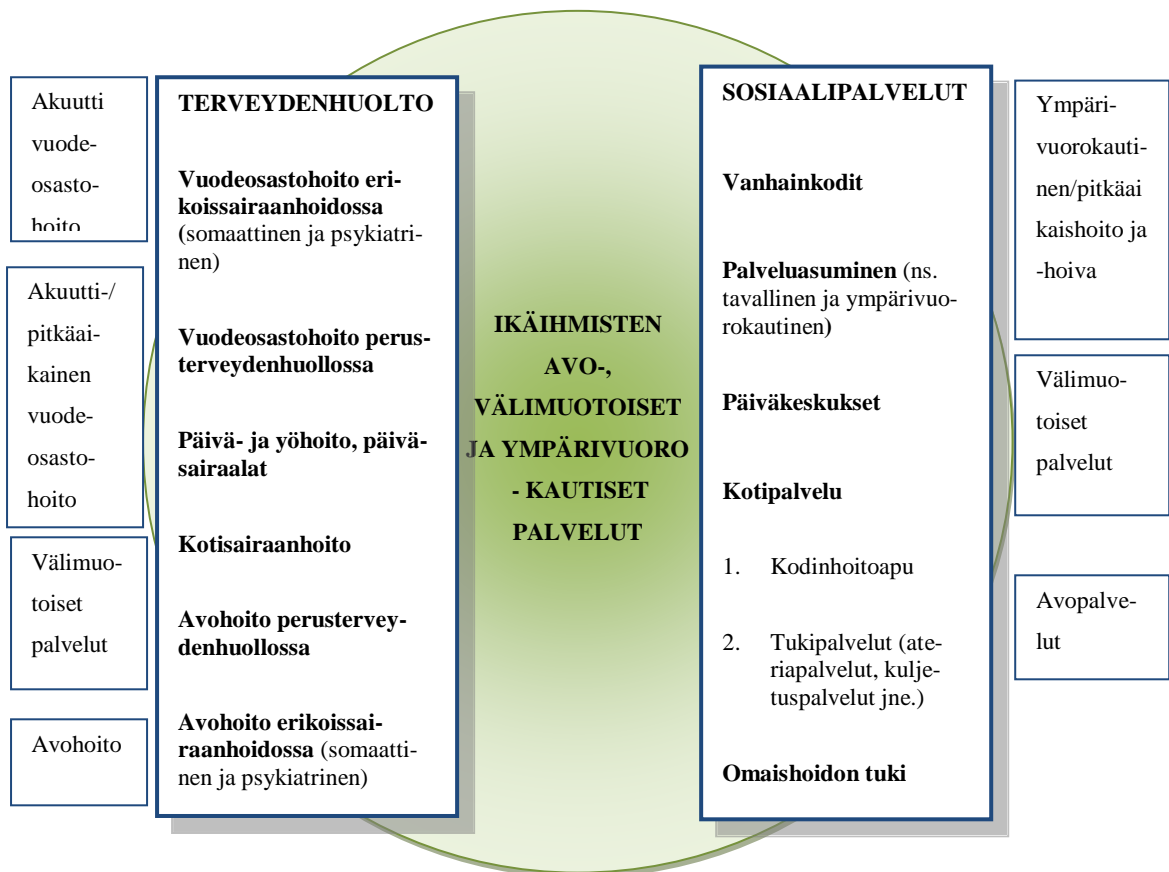 Akuutti
vuode-
osasto-
hoito
Akuutti-/
pitkäai-
kainen
vuode-
osasto-
hoito
Välimuo-
toiset
palvelut
Avohoito
TERVEYDENHUOLTO
Vuodeosastohoito eri-
koissairaanhoidossa
(somaattinen ja psykiatri-
nen)
Vuodeosastohoito perus-
terveydenhuollossa
Päivä- ja yöhoito, päivä-
sairaalat
Kotisairaanhoito
Avohoito perustervey-
denhuollossa
Avohoito erikoissai-
raanhoidossa (somaatti-
nen ja psykiatrinen)
IKÄIHMISTEN
AVO-,
VÄLIMUOTOISET
JA YMPÄRIVUORO
- KAUTISET
PALVELUT
SOSIAALIPALVELUT
Vanhainkodit
Palveluasuminen (ns.
tavallinen ja ympärivuo-
rokautinen)
Päiväkeskukset
Kotipalvelu
1. Kodinhoitoapu
2. Tukipalvelut (ate-
riapalvelut, kulje-
tuspalvelut jne.)
Omaishoidon tuki
Ympäri-
vuorokauti-
nen/pitkäai
kaishoito ja
-hoiva
Välimuo-
toiset
palvelut
Avopalve-
lut